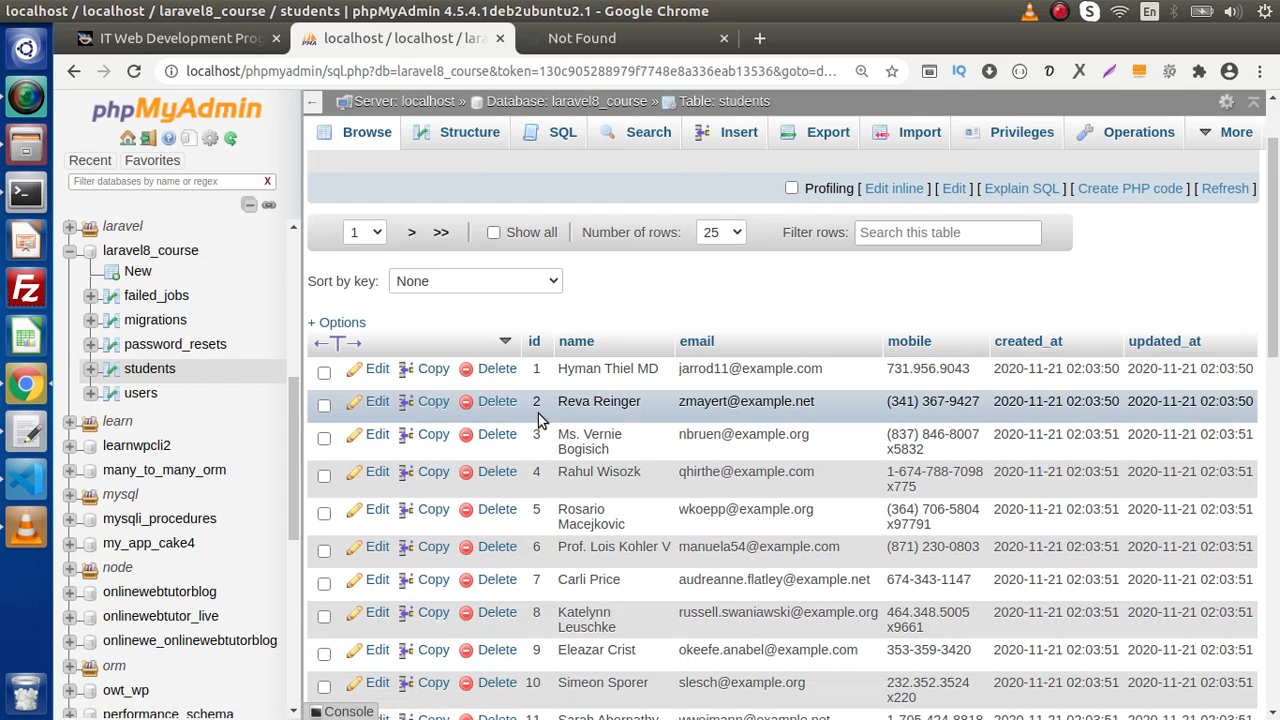 localhost / localhost / laravel8_course / students | phpMyAdmin 4.5.4.1deb2ubuntu2.1 - Google Chrome
En
IT Web Development Prog
localhost / localhost / lara
Not Found
localhost/phpmyadmin/sql.php?db=laravel8_course&token=130c905288979f7748e8a336eab13536&goto=d...
phpMyAdmin
Recent
Favorites
Filter databases by name or regex
X
laravel
laravel8_course
New
failed_jobs
migrations
password_resets
students
users
learn
learnwpcli2
many_to_many_orm
mysql
mysqli_procedures
my_app_cake4
node
onlinewebtutorblog
onlinewebtutor_live
onlinewe_onlinewebtutorblog
orm
owt_wp
performance_schema
Server: localhost » Database: laravel8_course » Table: students
Browse Structure SQL Search Insert Export Import Privileges Operations More
Profiling [ Edit inline ] [ Edit ] [ Explain SQL ] [ Create PHP code ] [ Refresh ]
1 > >> Show all Number of rows: 25 Filter rows: Search this table
Sort by key: None
+ Options
←T→ id name email mobile created_at updated_at
Edit Copy Delete 1 Hyman Thiel MD jarrod11@example.com 731.956.9043 2020-11-21 02:03:50 2020-11-21 02:03:50
Edit Copy Delete 2 Reva Reinger zmayert@example.net (341) 367-9427 2020-11-21 02:03:50 2020-11-21 02:03:50
Edit Copy Delete 3 Ms. Vernie nbruen@example.org (837) 846-8007 2020-11-21 02:03:51 2020-11-21 02:03:51
Bogisich x5832
Edit Copy Delete 4 Rahul Wisozk qhirthe@example.com 1-674-788-7098 2020-11-21 02:03:51 2020-11-21 02:03:51
x775
Edit Copy Delete 5 Rosario wkoepp@example.org (364) 706-5804 2020-11-21 02:03:51 2020-11-21 02:03:51
Macejkovic x97791
Edit Copy Delete 6 Prof. Lois Kohler V manuela54@example.com (871) 230-0803 2020-11-21 02:03:51 2020-11-21 02:03:51
Edit Copy Delete 7 Carli Price audreanne.flatley@example.net 674-343-1147 2020-11-21 02:03:51 2020-11-21 02:03:51
Edit Copy Delete 8 Katelynn russell.swaniawski@example.org 464.348.5005 2020-11-21 02:03:51 2020-11-21 02:03:51
Leuschke x9661
Edit Copy Delete 9 Eleazar Crist okeefe.anabel@example.com 353-359-3420 2020-11-21 02:03:51 2020-11-21 02:03:51
Edit Copy Delete 10 Simeon Sporer slesch@example.org 232.352.3524 2020-11-21 02:03:51 2020-11-21 02:03:51
x220
Console